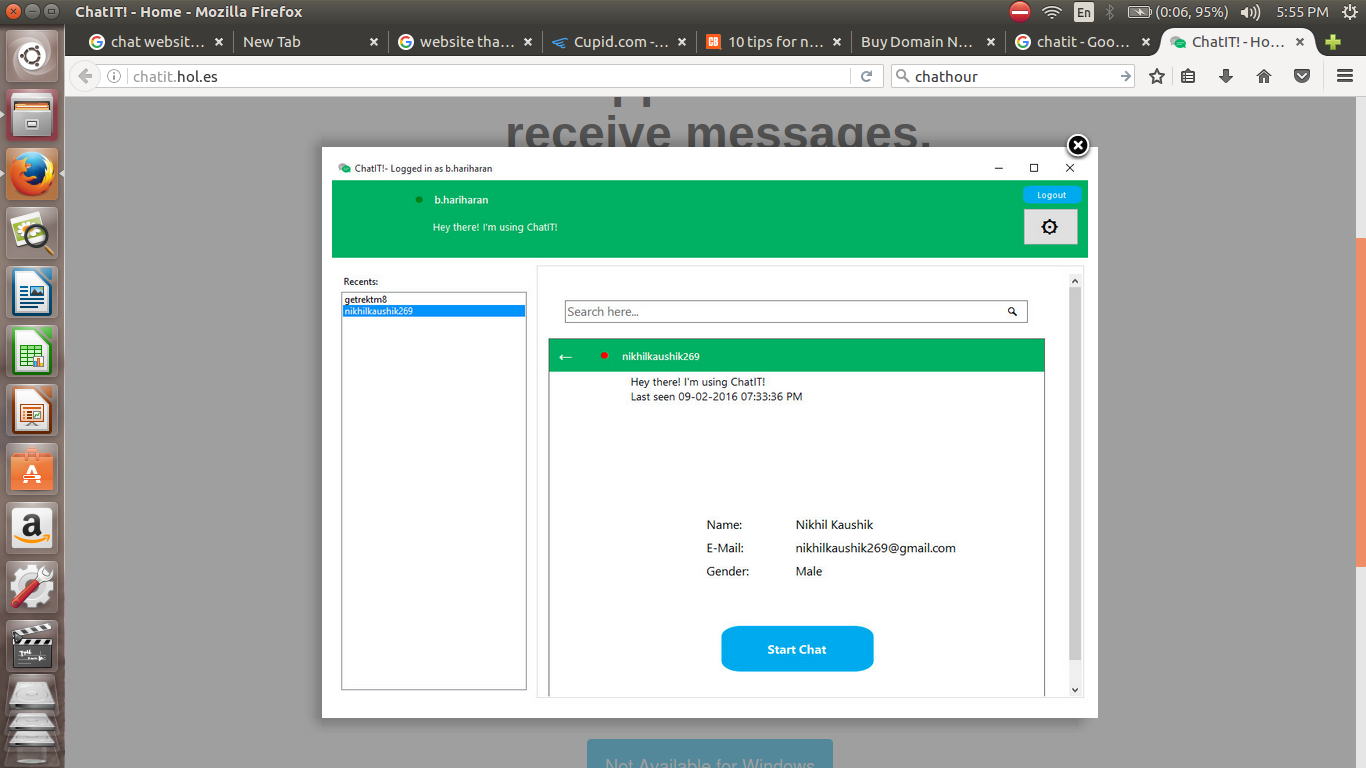 ChatIT! - Home - Mozilla Firefox
En
(0:06, 95%)
5:55 PM
chat websit...
New Tab
website tha...
Cupid.com -...
10 tips for n...
Buy Domain N...
chatit - Goo...
ChatIT! - Ho...
chatit.hol.es
chathour
receive messages.
ChatIT!- Logged in as b.hariharan
b.hariharan
Logout
Hey there! I'm using ChatIT!
Recents:
getrektm8
nikhilkaushik269
Search here...
nikhilkaushik269
Hey there! I'm using ChatIT!
Last seen 09-02-2016 07:33:36 PM
Name: Nikhil Kaushik
E-Mail: nikhilkaushik269@gmail.com
Gender: Male
Start Chat
Not Available for Windows